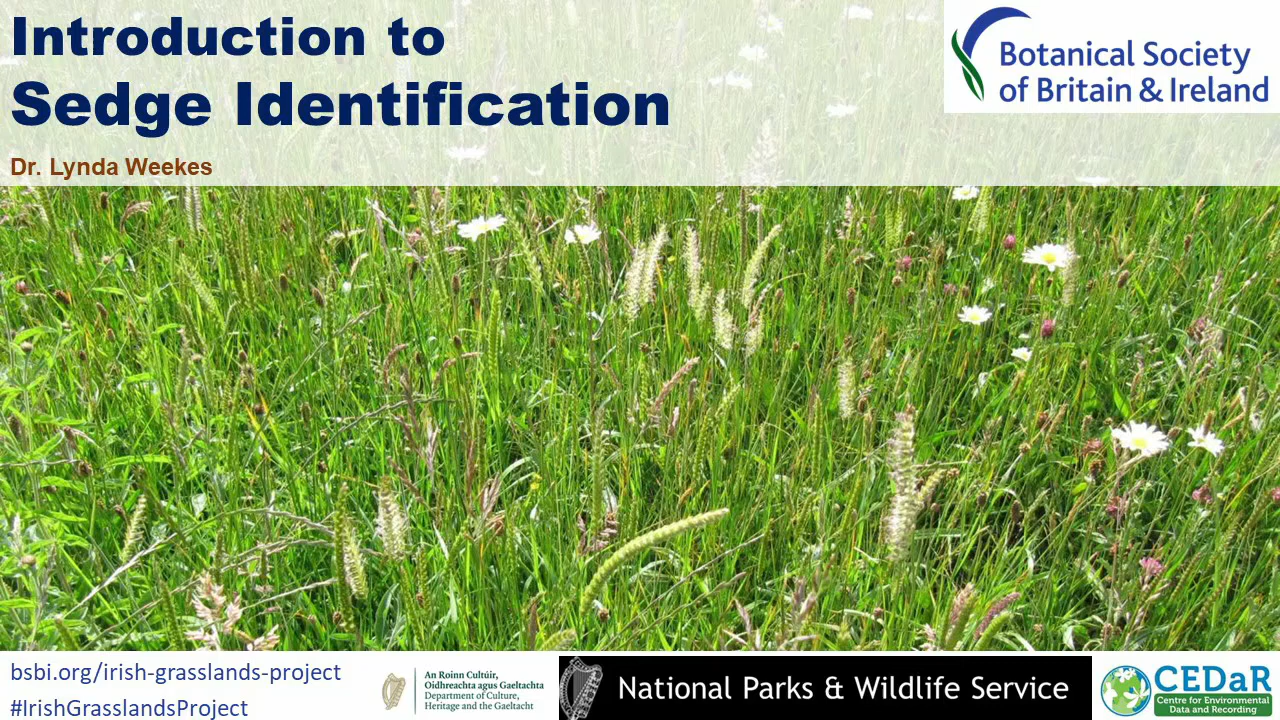 Introduction to
Sedge Identification
Dr. Lynda Weekes
Botanical Society
of Britain & Ireland
bsbi.org/irish-grasslands-project
#IrishGrasslandsProject
An Roinn Cultúir,
Oidhreachta agus Gaeltachta
Department of Culture,
Heritage and the Gaeltacht
National Parks & Wildlife Service
CEDaR
Centre for Environmental
Data and Recording